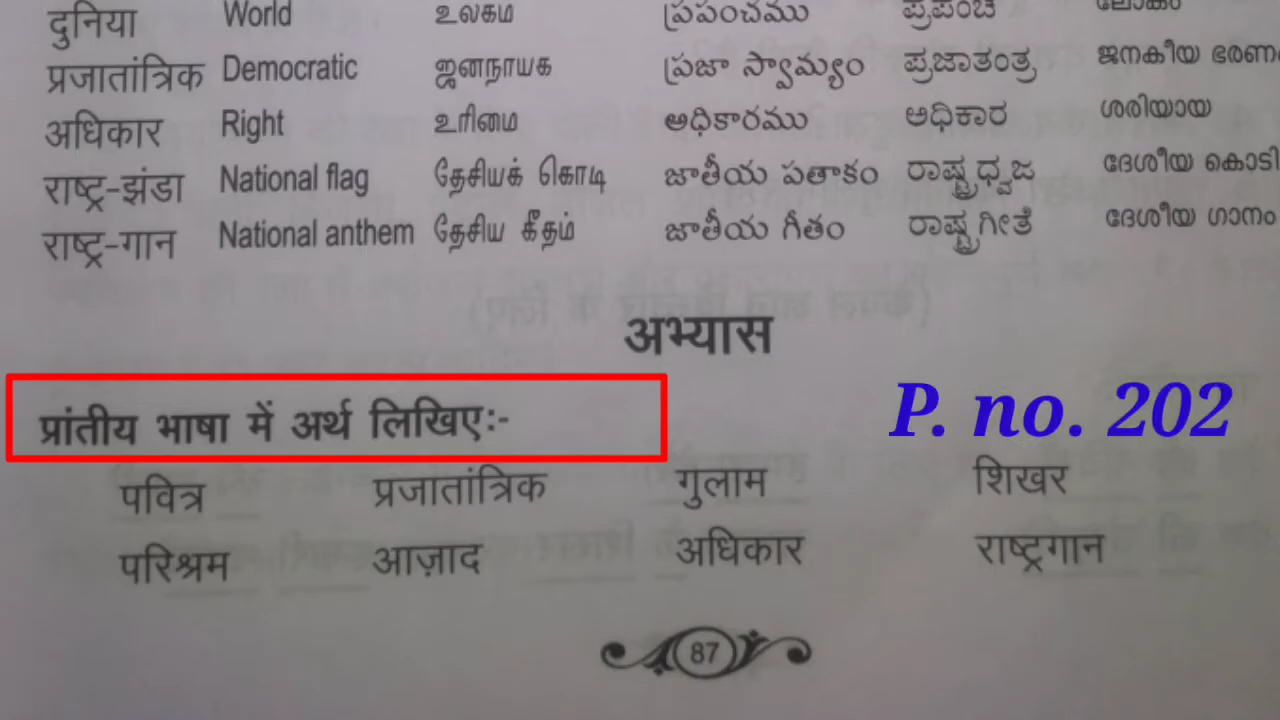 दुनिया World உலகம ప్రపంచము ಪ್ರಪಂಚ ലോകം
प्रजातांत्रिक Democratic ஜனநாயக ప్రజా స్వామ్యం ಪ್ರಜಾತಂತ್ರ ജനകീയ
अधिकार Right உரிமை అధికారము ಅಧಿಕಾರ ശരിയായ
राष्ट्र-झंडा National flag தேசியக் கொடி జాతీయ పతాకం ರಾಷ್ಟ್ರಧ್ವಜ ദേശീയ കൊടി
राष्ट्र-गान National anthem தேசிய கீதம் జాతీయ గీతం ರಾಷ್ಟ್ರಗೀತೆ ദേശീയ ഗാനം
अभ्यास
प्रांतीय भाषा में अर्थ लिखिए:-
P. no. 202
पवित्र प्रजातांत्रिक गुलाम शिखर
परिश्रम आज़ाद अधिकार राष्ट्रगान
87